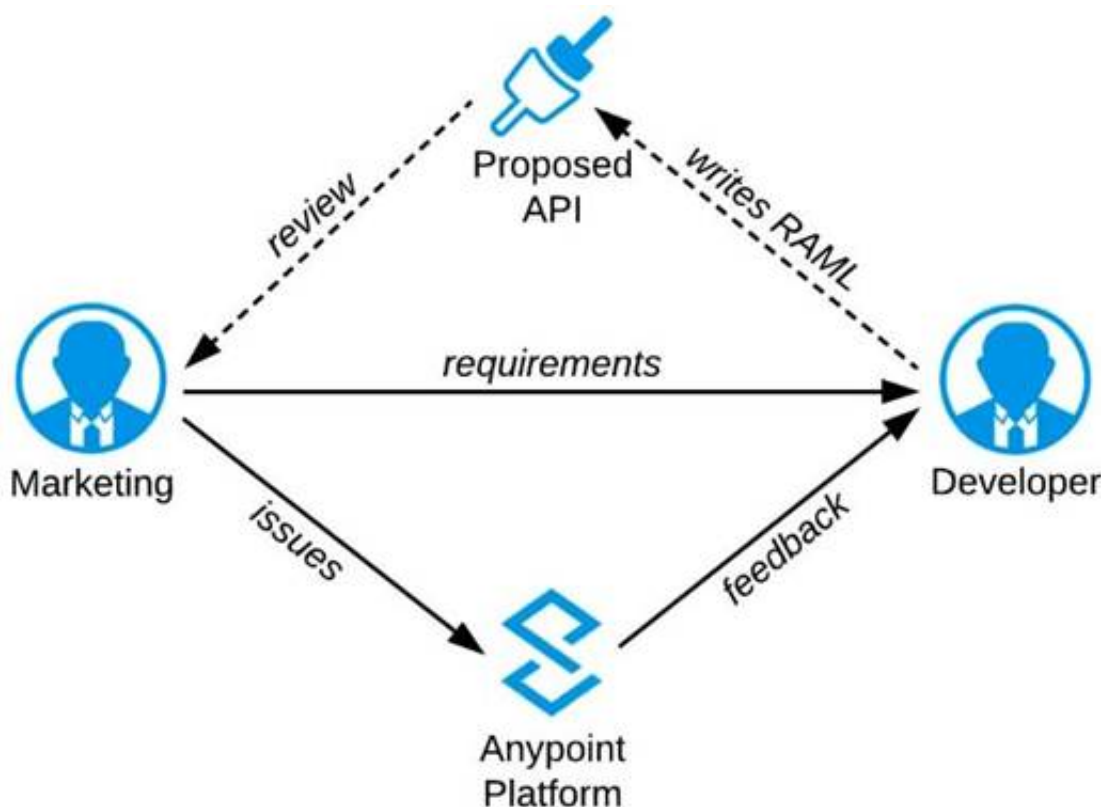 Proposed
API
review
writes RAML
requirements
Marketing
Developer
issues
feedback
Anypoint
Platform